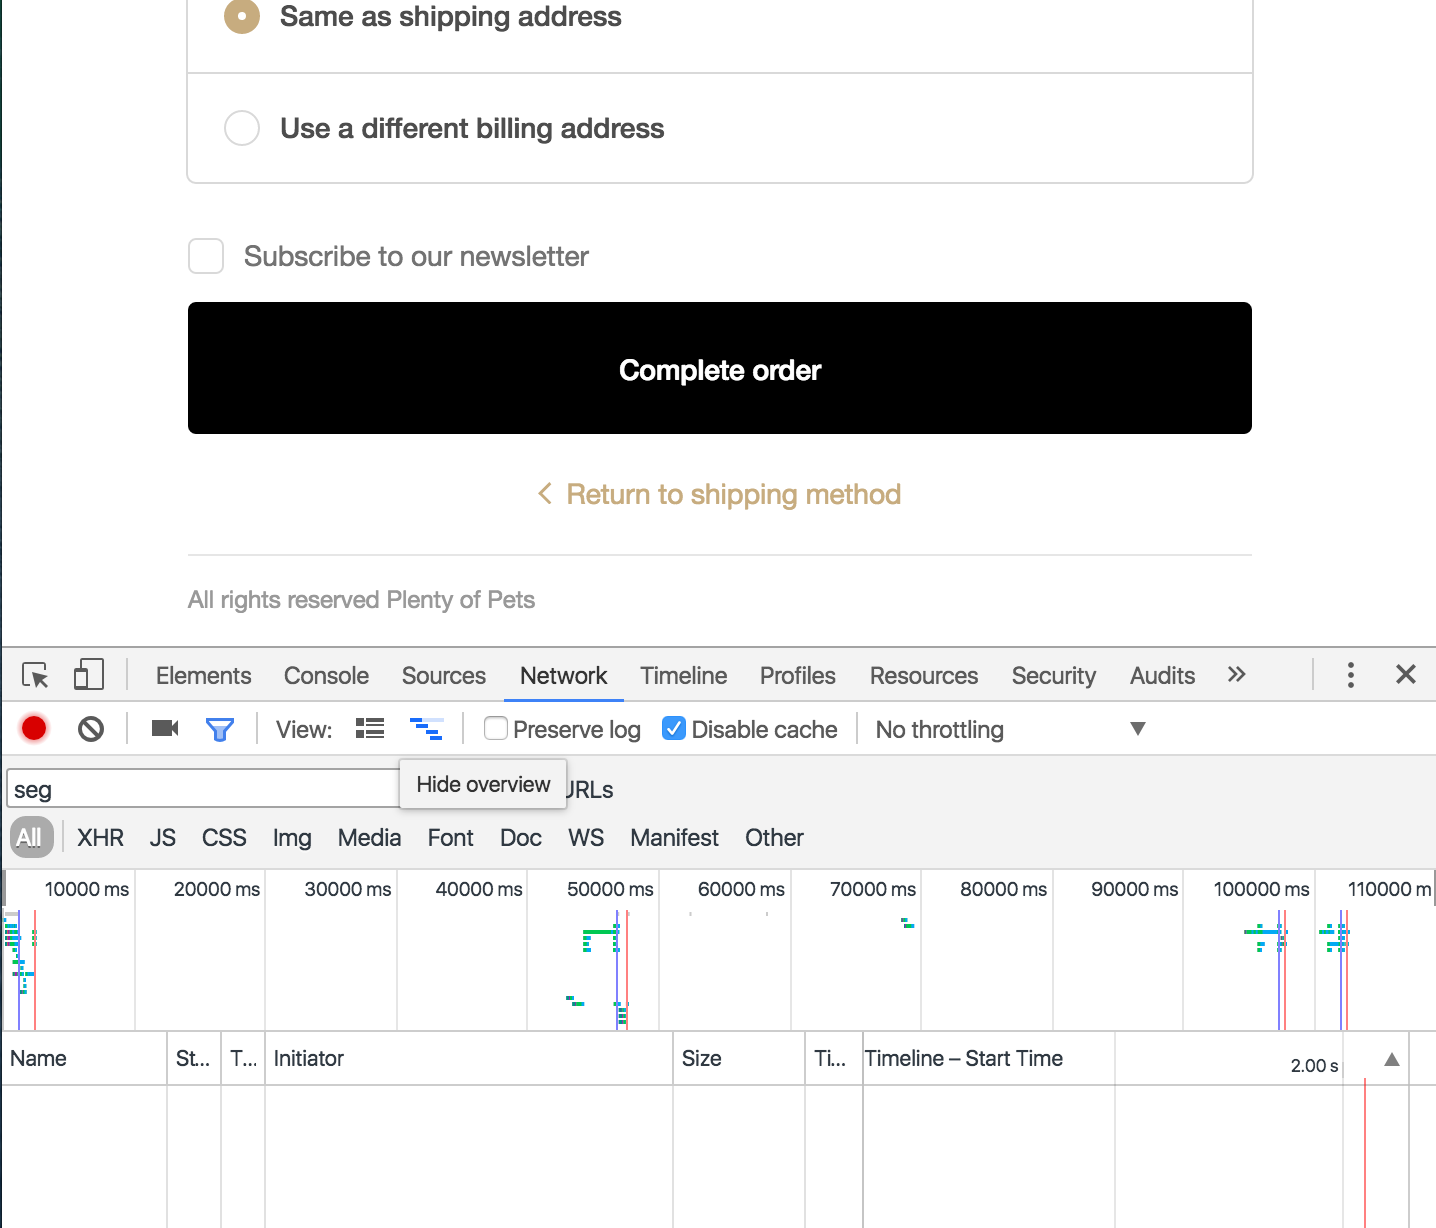 Same as shipping address
Use a different billing address
Subscribe to our newsletter
Complete order
Return to shipping method
All rights reserved Plenty of Pets
Elements Console Sources Network Timeline Profiles Resources Security Audits
View: Preserve log Disable cache No throttling
seg Hide overview URLs
All XHR JS CSS Img Media Font Doc WS Manifest Other
10000 ms 20000 ms 30000 ms 40000 ms 50000 ms 60000 ms 70000 ms 80000 ms 90000 ms 100000 ms 110000 m
Name St... T... Initiator Size Ti... Timeline – Start Time 2.00 s